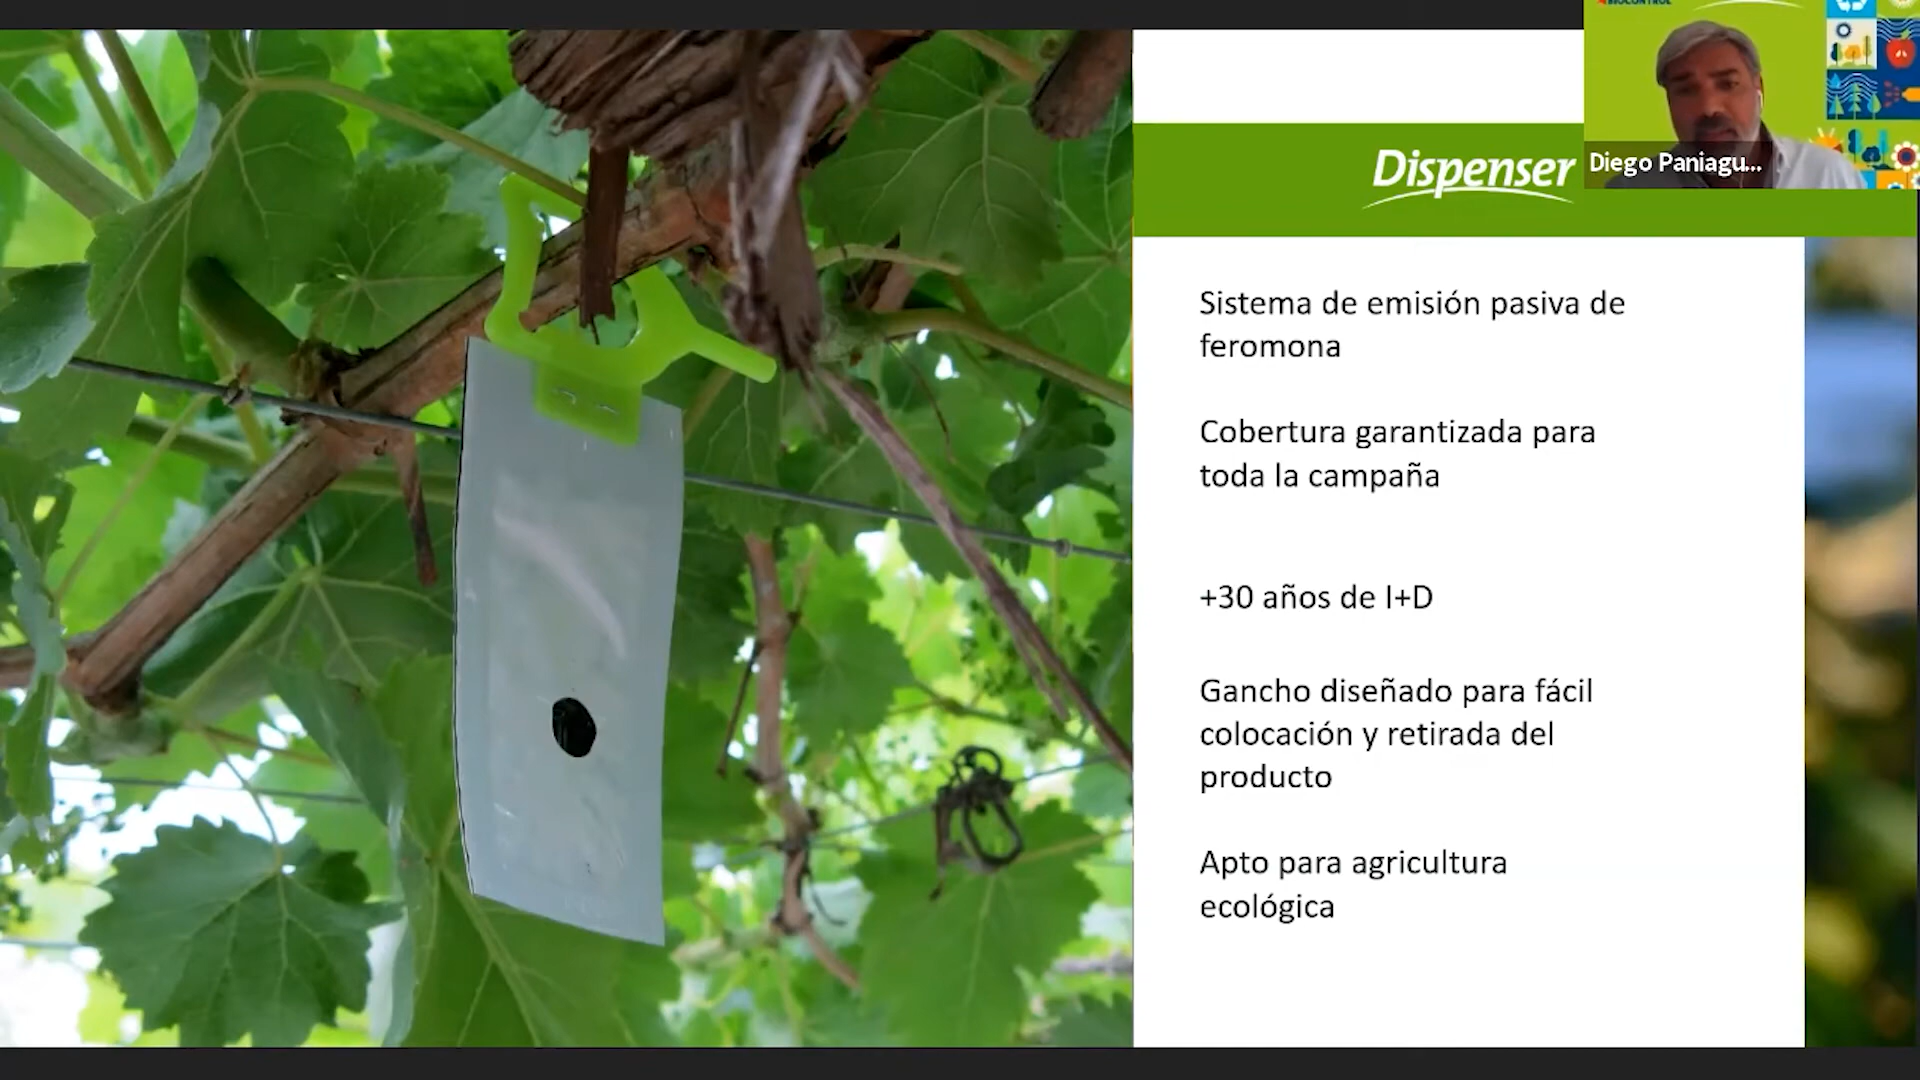 BIOCONTROL
Dispenser
Diego Paniagu...
Sistema de emisión pasiva de
feromona
Cobertura garantizada para
toda la campaña
+30 años de I+D
Gancho diseñado para fácil
colocación y retirada del
producto
Apto para agricultura
ecológica